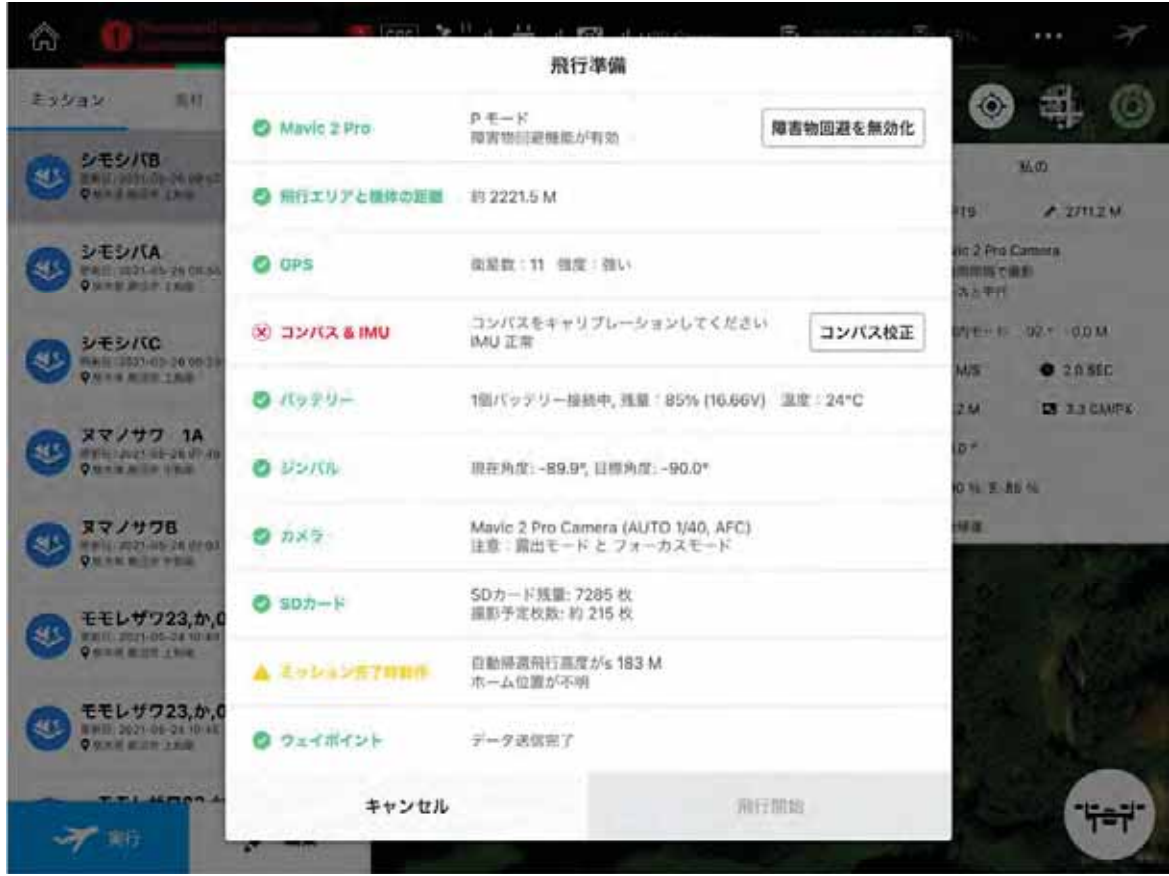 飛行準備
ミッション
Mavic 2 Pro
P モード
障害物回避機能が有効
障害物回避を無効化
飛行エリアと機体の距離
約 2221.5 M
GPS
衛星数：11 強度：強い
コンパス & IMU
コンパスをキャリブレーションしてください
IMU 正常
コンパス校正
バッテリー
1個バッテリー接続中, 残量：85% (16.66V) 温度：24°C
ジンバル
現在角度: -89.9°, 目標角度: -90.0°
カメラ
Mavic 2 Pro Camera (AUTO 1/40, AFC)
注意：露出モード と フォーカスモード
SDカード
SDカード残量: 7285 枚
撮影予定枚数: 約 215 枚
ミッション完了時動作
自動帰還飛行高度がs 183 M
ホーム位置が不明
ウェイポイント
データ送信完了
キャンセル
飛行開始
シモシバB
シモシバA
シモシバC
ヌマノサワ 1A
ヌマノサワB
モモレザワ23,か,0
モモレザワ23,か,0
実行
私の
2711.2 M
2 Pro Camera
0.0 M
M/S
2.0 SEC
3.3 CM/PX